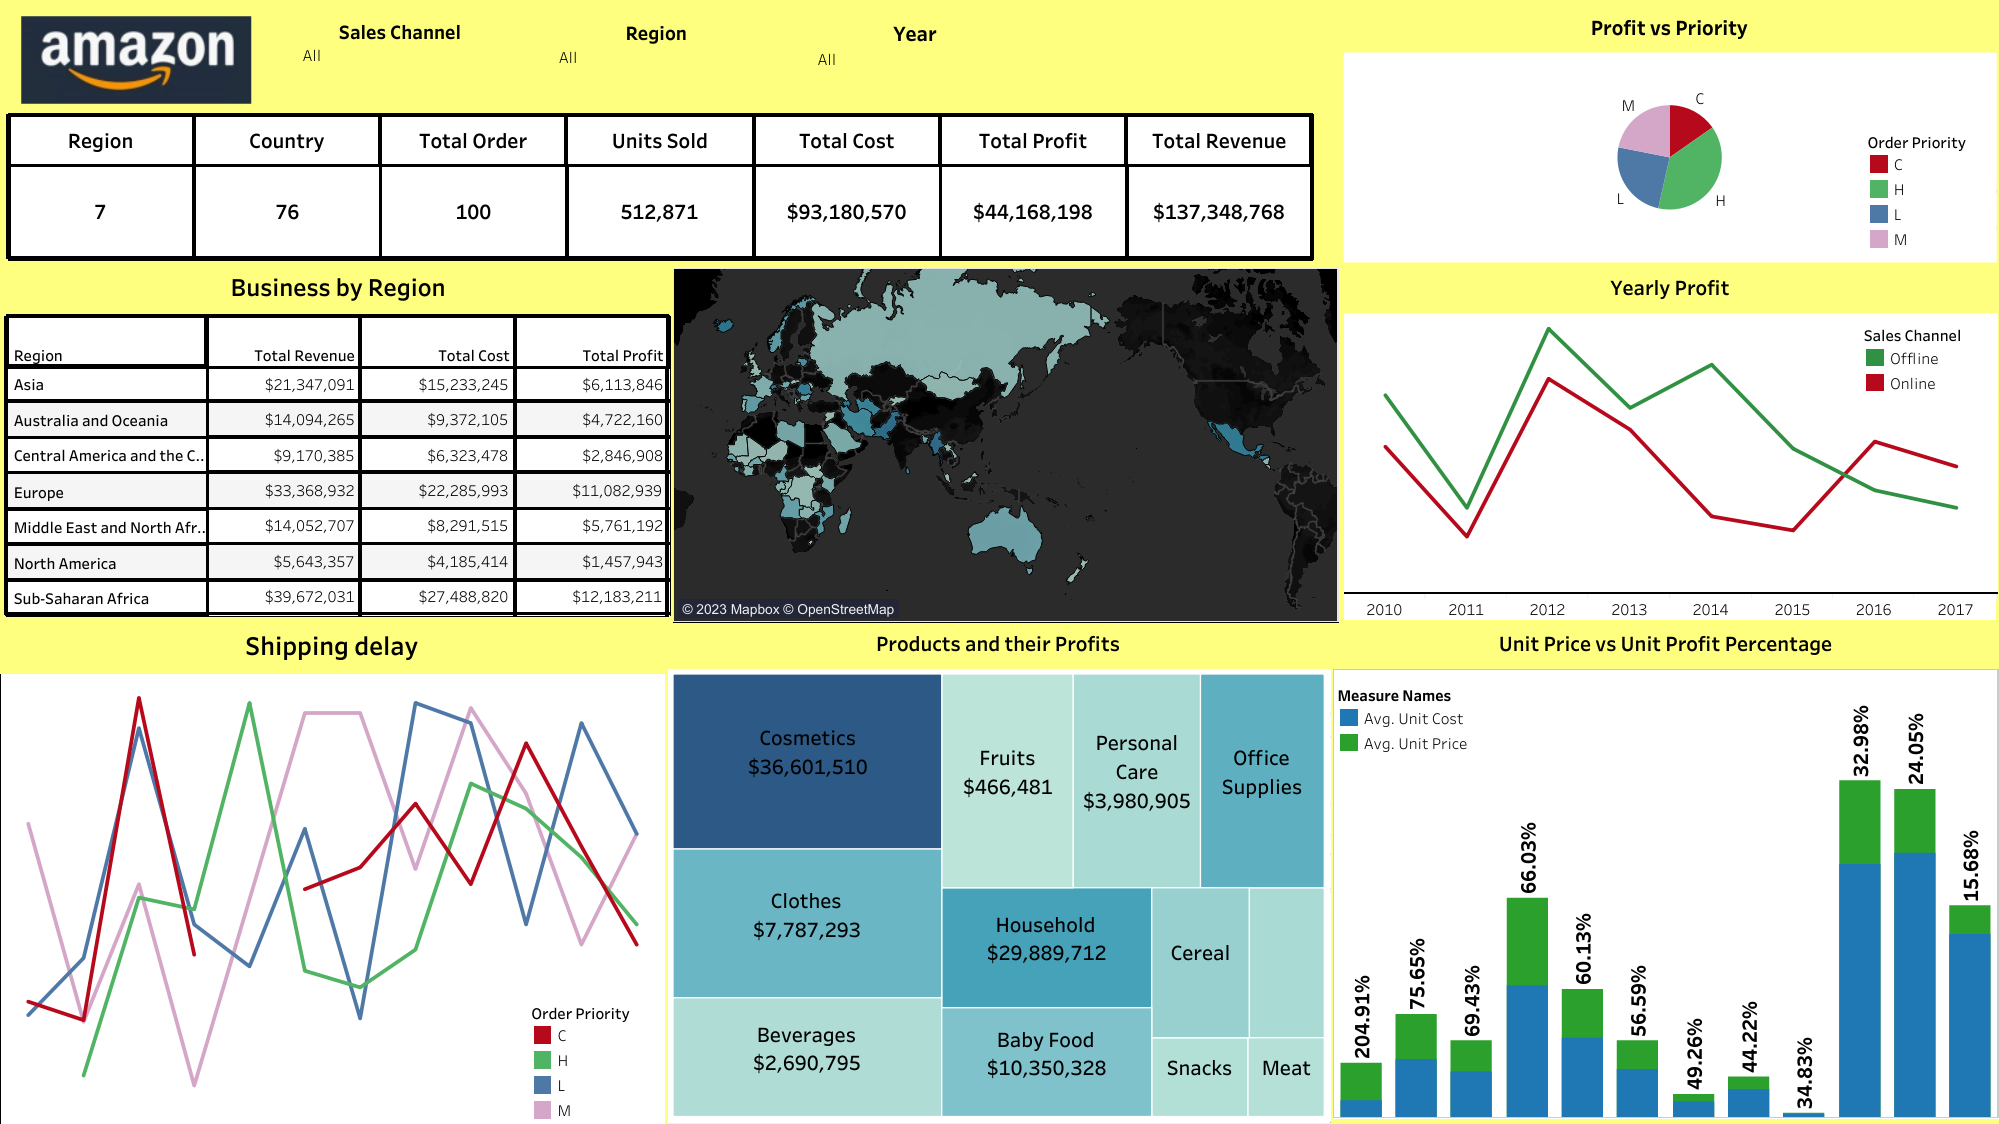 amazon
Sales Channel
All
Region
All
Year
All
Region Country Total Order Units Sold Total Cost Total Profit Total Revenue
7 76 100 512,871 $93,180,570 $44,168,198 $137,348,768
Profit vs Priority
M
C
L
H
Order Priority
C
H
L
M
Business by Region
Region Total Revenue Total Cost Total Profit
Asia $21,347,091 $15,233,245 $6,113,846
Australia and Oceania $14,094,265 $9,372,105 $4,722,160
Central America and the C.. $9,170,385 $6,323,478 $2,846,908
Europe $33,368,932 $22,285,993 $11,082,939
Middle East and North Afr.. $14,052,707 $8,291,515 $5,761,192
North America $5,643,357 $4,185,414 $1,457,943
Sub-Saharan Africa $39,672,031 $27,488,820 $12,183,211
© 2023 Mapbox © OpenStreetMap
Yearly Profit
Sales Channel
Offline
Online
2010 2011 2012 2013 2014 2015 2016 2017
Shipping delay
Order Priority
C
H
L
M
Products and their Profits
Cosmetics
$36,601,510
Clothes
$7,787,293
Beverages
$2,690,795
Fruits
$466,481
Personal
Care
$3,980,905
Office
Supplies
Household
$29,889,712
Baby Food
$10,350,328
Cereal
Snacks
Meat
Unit Price vs Unit Profit Percentage
Measure Names
Avg. Unit Cost
Avg. Unit Price
204.91%
75.65%
69.43%
66.03%
60.13%
56.59%
49.26%
44.22%
34.83%
32.98%
24.05%
15.68%